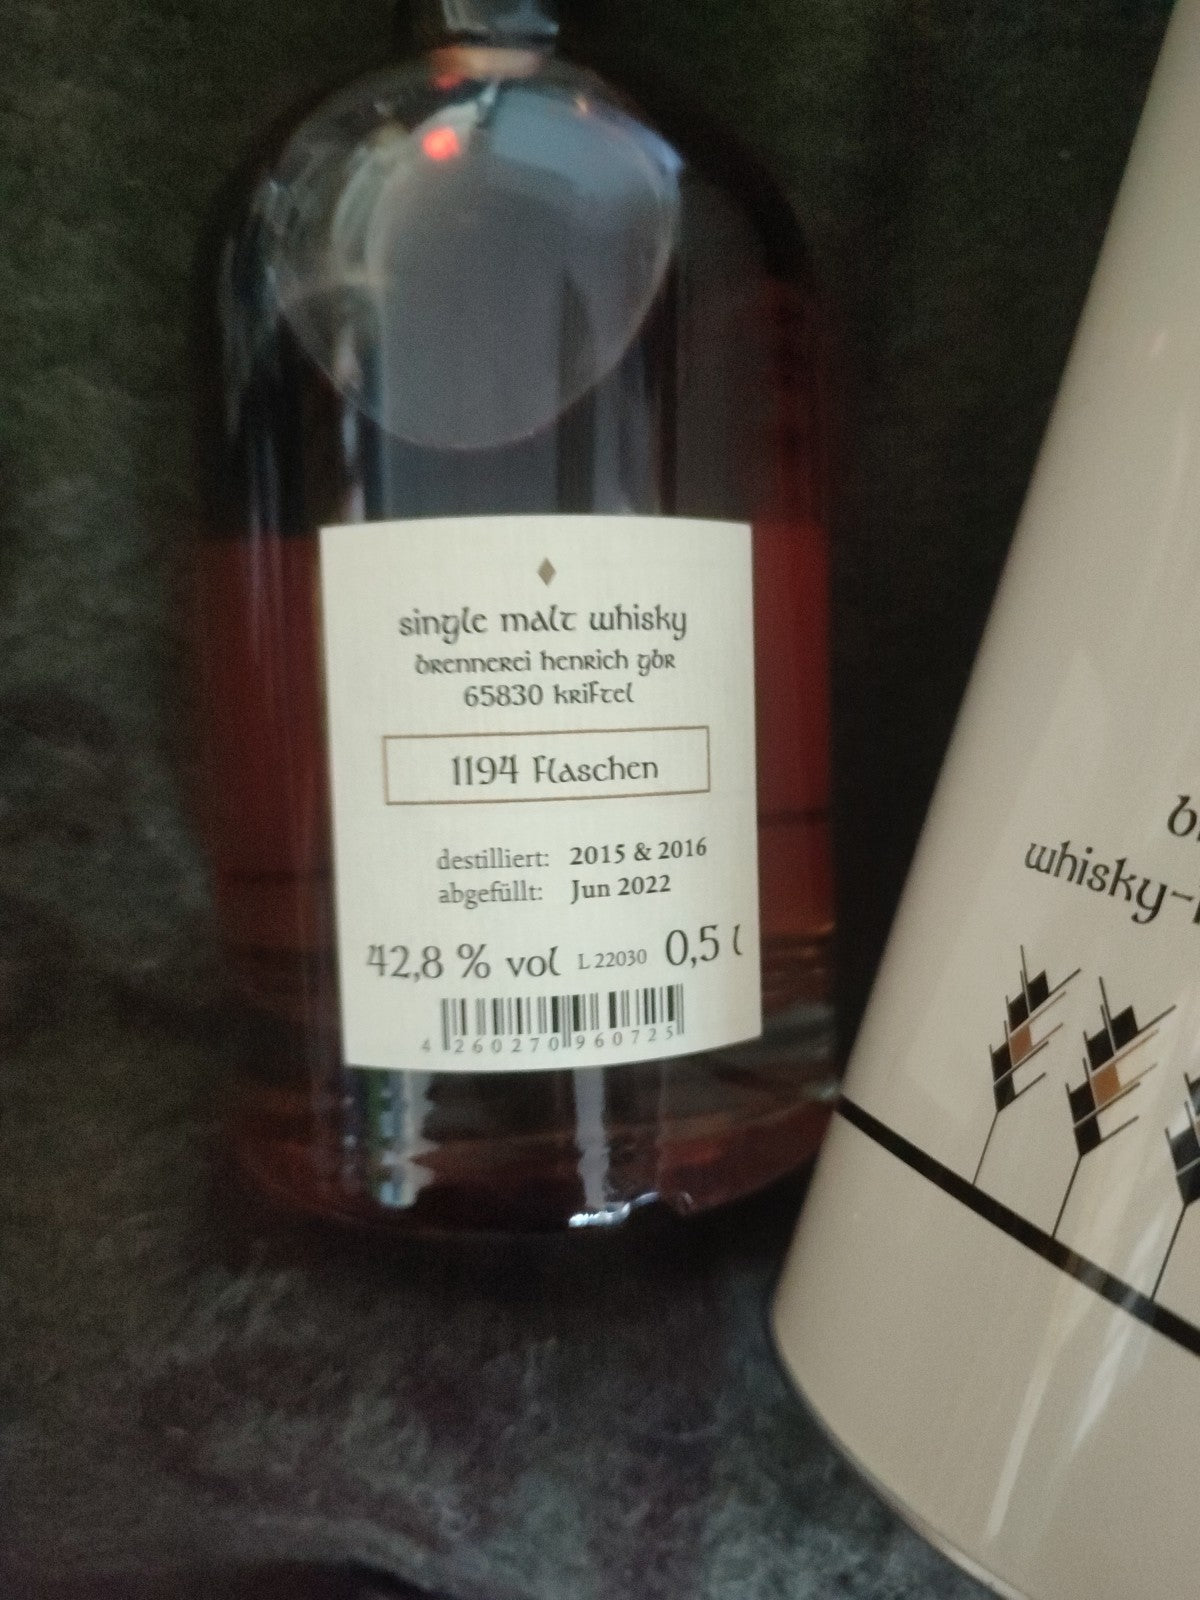 single malt whisky
brennerei henrich gbr
65830 kriftel
1194 flaschen
destilliert: 2015 & 2016
abgefüllt: Jun 2022
42,8 % vol L 22030 0,5 l
4 260270 960725
whisky-